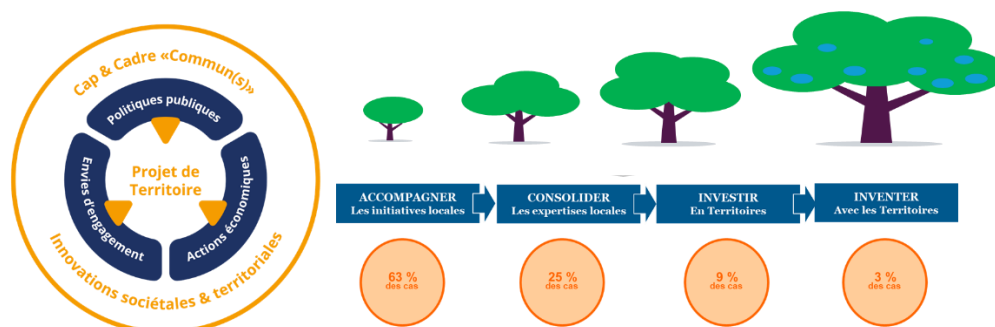 Cap & Cadre «Commun(s)»
Politiques publiques
Envies d'engagement
Projet de
Territoire
Actions économiques
Innovations sociétales & territoriales
ACCOMPAGNER
Les initiatives locales
CONSOLIDER
Les expertises locales
INVESTIR
En Territoires
INVENTER
Avec les Territoires
63 %
des cas
25 %
des cas
9 %
des cas
3 %
des cas